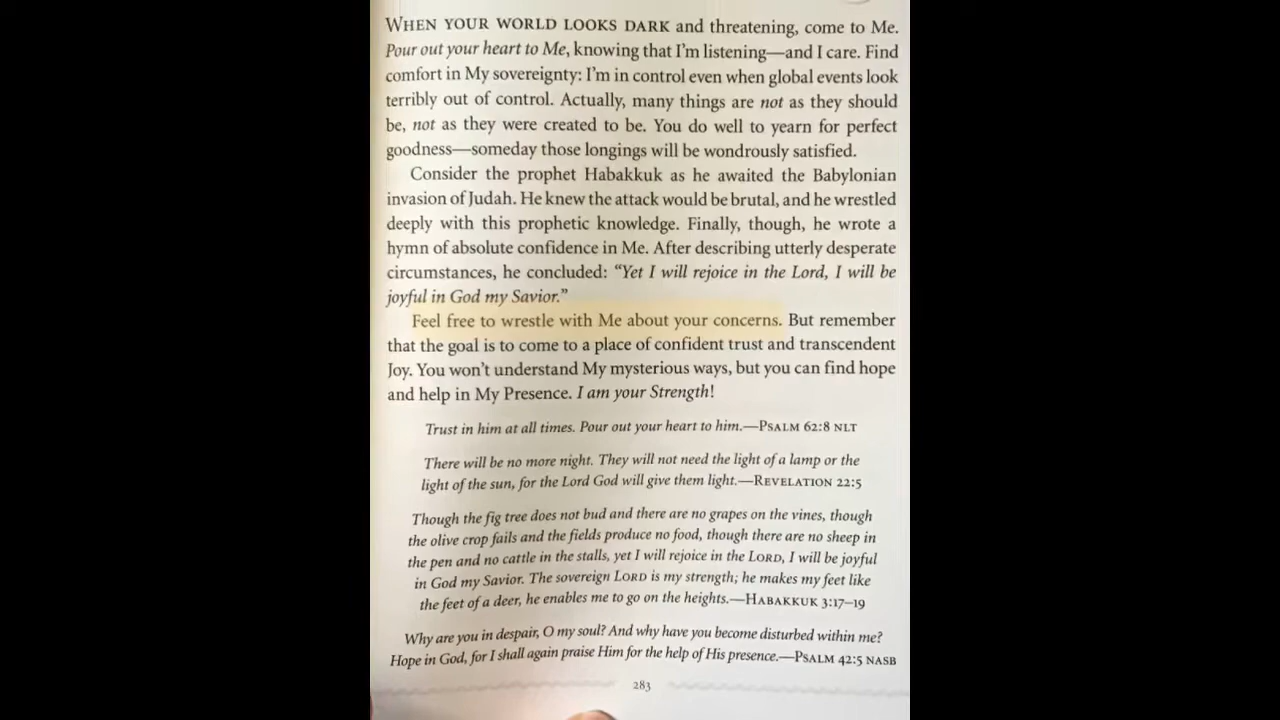 WHEN YOUR WORLD LOOKS DARK and threatening, come to Me.
Pour out your heart to Me, knowing that I'm listening—and I care. Find
comfort in My sovereignty: I'm in control even when global events look
terribly out of control. Actually, many things are not as they should
be, not as they were created to be. You do well to yearn for perfect
goodness—someday those longings will be wondrously satisfied.
Consider the prophet Habakkuk as he awaited the Babylonian
invasion of Judah. He knew the attack would be brutal, and he wrestled
deeply with this prophetic knowledge. Finally, though, he wrote a
hymn of absolute confidence in Me. After describing utterly desperate
circumstances, he concluded: "Yet I will rejoice in the Lord, I will be
joyful in God my Savior."
Feel free to wrestle with Me about your concerns. But remember
that the goal is to come to a place of confident trust and transcendent
Joy. You won't understand My mysterious ways, but you can find hope
and help in My Presence. I am your Strength!
Trust in him at all times. Pour out your heart to him.—PSALM 62:8 NLT
There will be no more night. They will not need the light of a lamp or the
light of the sun, for the Lord God will give them light.—REVELATION 22:5
Though the fig tree does not bud and there are no grapes on the vines, though
the olive crop fails and the fields produce no food, though there are no sheep in
the pen and no cattle in the stalls, yet I will rejoice in the LORD, I will be joyful
in God my Savior. The sovereign LORD is my strength; he makes my feet like
the feet of a deer, he enables me to go on the heights.—HABAKKUK 3:17–19
Why are you in despair, O my soul? And why have you become disturbed within me?
Hope in God, for I shall again praise Him for the help of His presence.—PSALM 42:5 NASB
283